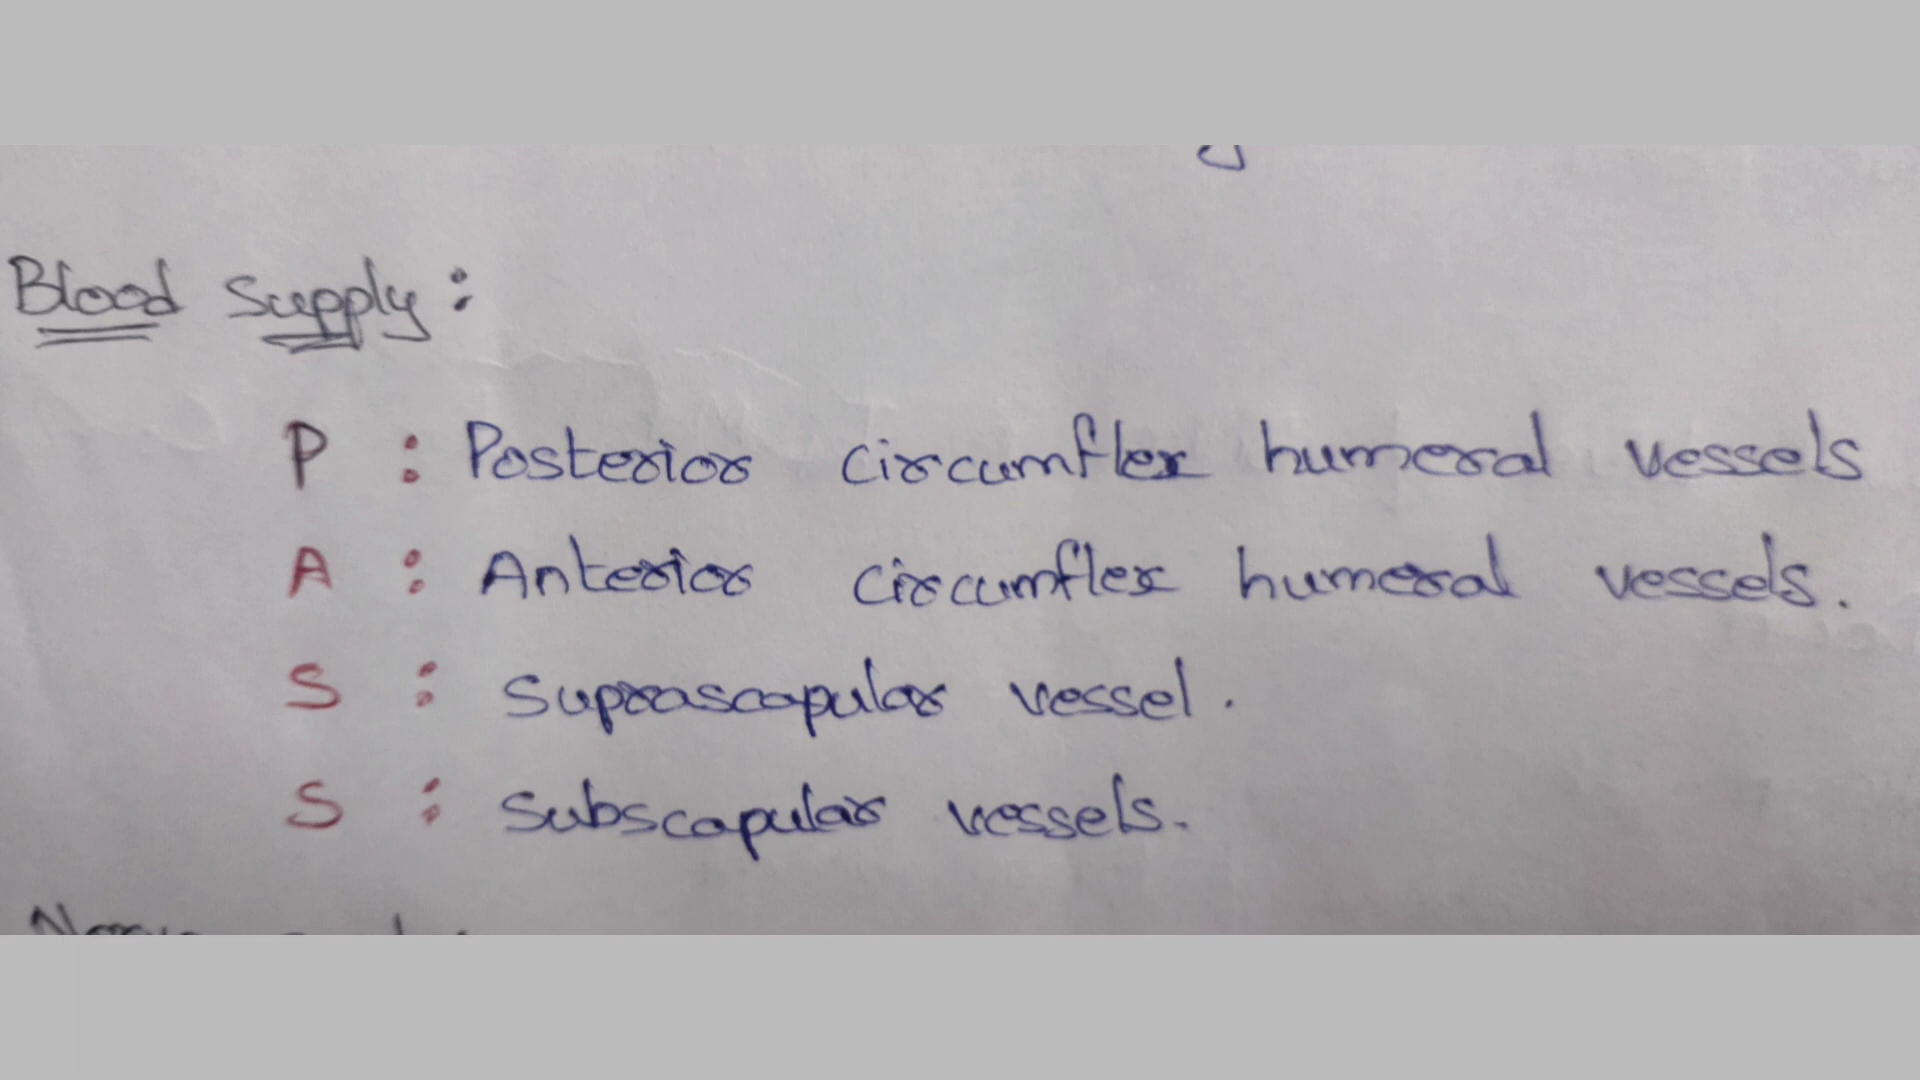 Blood Supply :
P : Posterior circumflex humeral vessels
A : Anterior circumflex humeral vessels.
S : Suprascapular vessel.
S : Subscapular vessels.